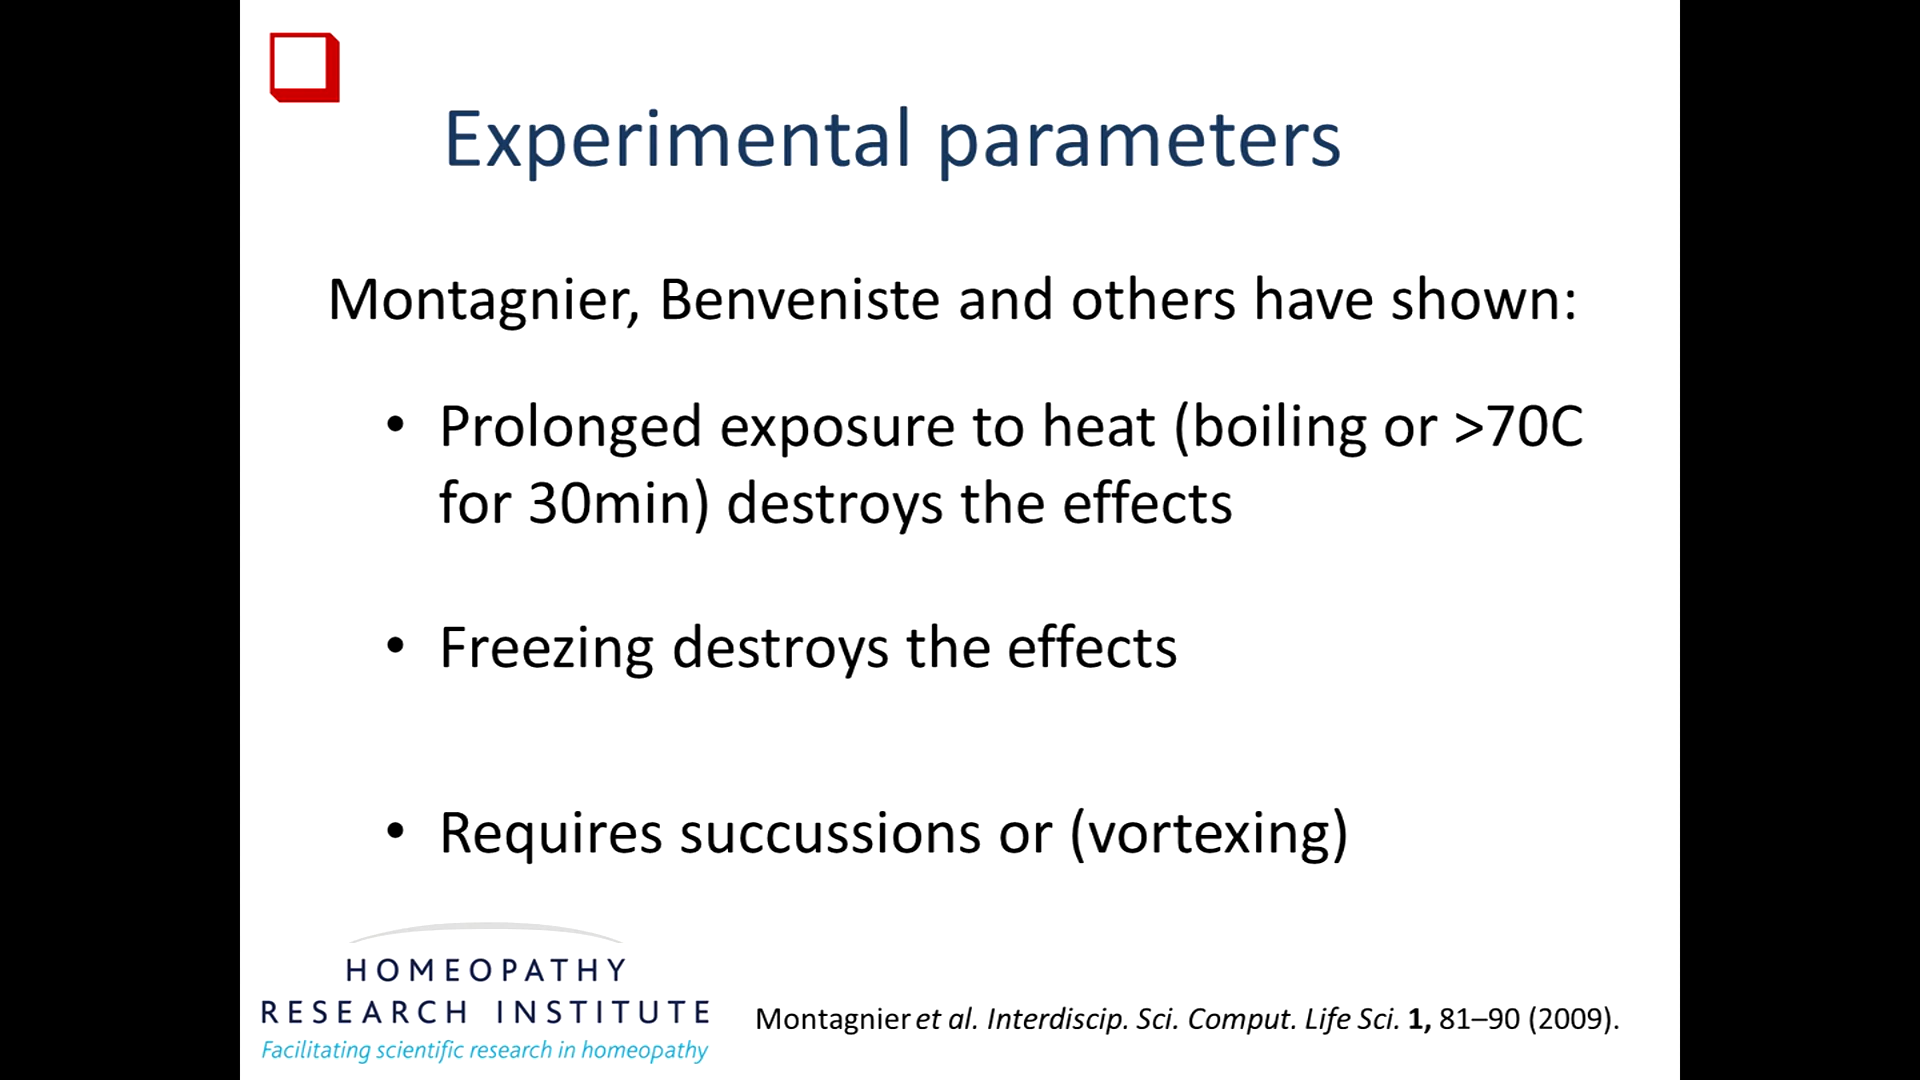 Experimental parameters
Montagnier, Benveniste and others have shown:
• Prolonged exposure to heat (boiling or >70C
for 30min) destroys the effects
• Freezing destroys the effects
• Requires succussions or (vortexing)
HOMEOPATHY
RESEARCH INSTITUTE
Facilitating scientific research in homeopathy
Montagnier et al. Interdiscip. Sci. Comput. Life Sci. 1, 81–90 (2009).